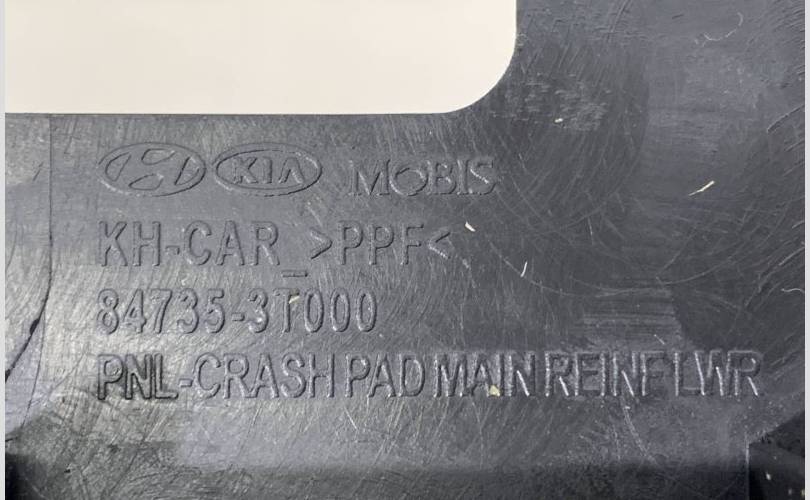 KIA MOBIS
KH-CAR_>PPF<
84735-3T000
PNL-CRASH PAD MAIN REINF LWR